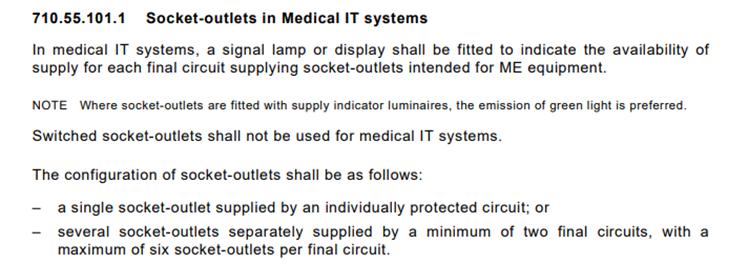 710.55.101.1 Socket-outlets in Medical IT systems
In medical IT systems, a signal lamp or display shall be fitted to indicate the availability of
supply for each final circuit supplying socket-outlets intended for ME equipment.
NOTE Where socket-outlets are fitted with supply indicator luminaires, the emission of green light is preferred.
Switched socket-outlets shall not be used for medical IT systems.
The configuration of socket-outlets shall be as follows:
– a single socket-outlet supplied by an individually protected circuit; or
– several socket-outlets separately supplied by a minimum of two final circuits, with a
maximum of six socket-outlets per final circuit.